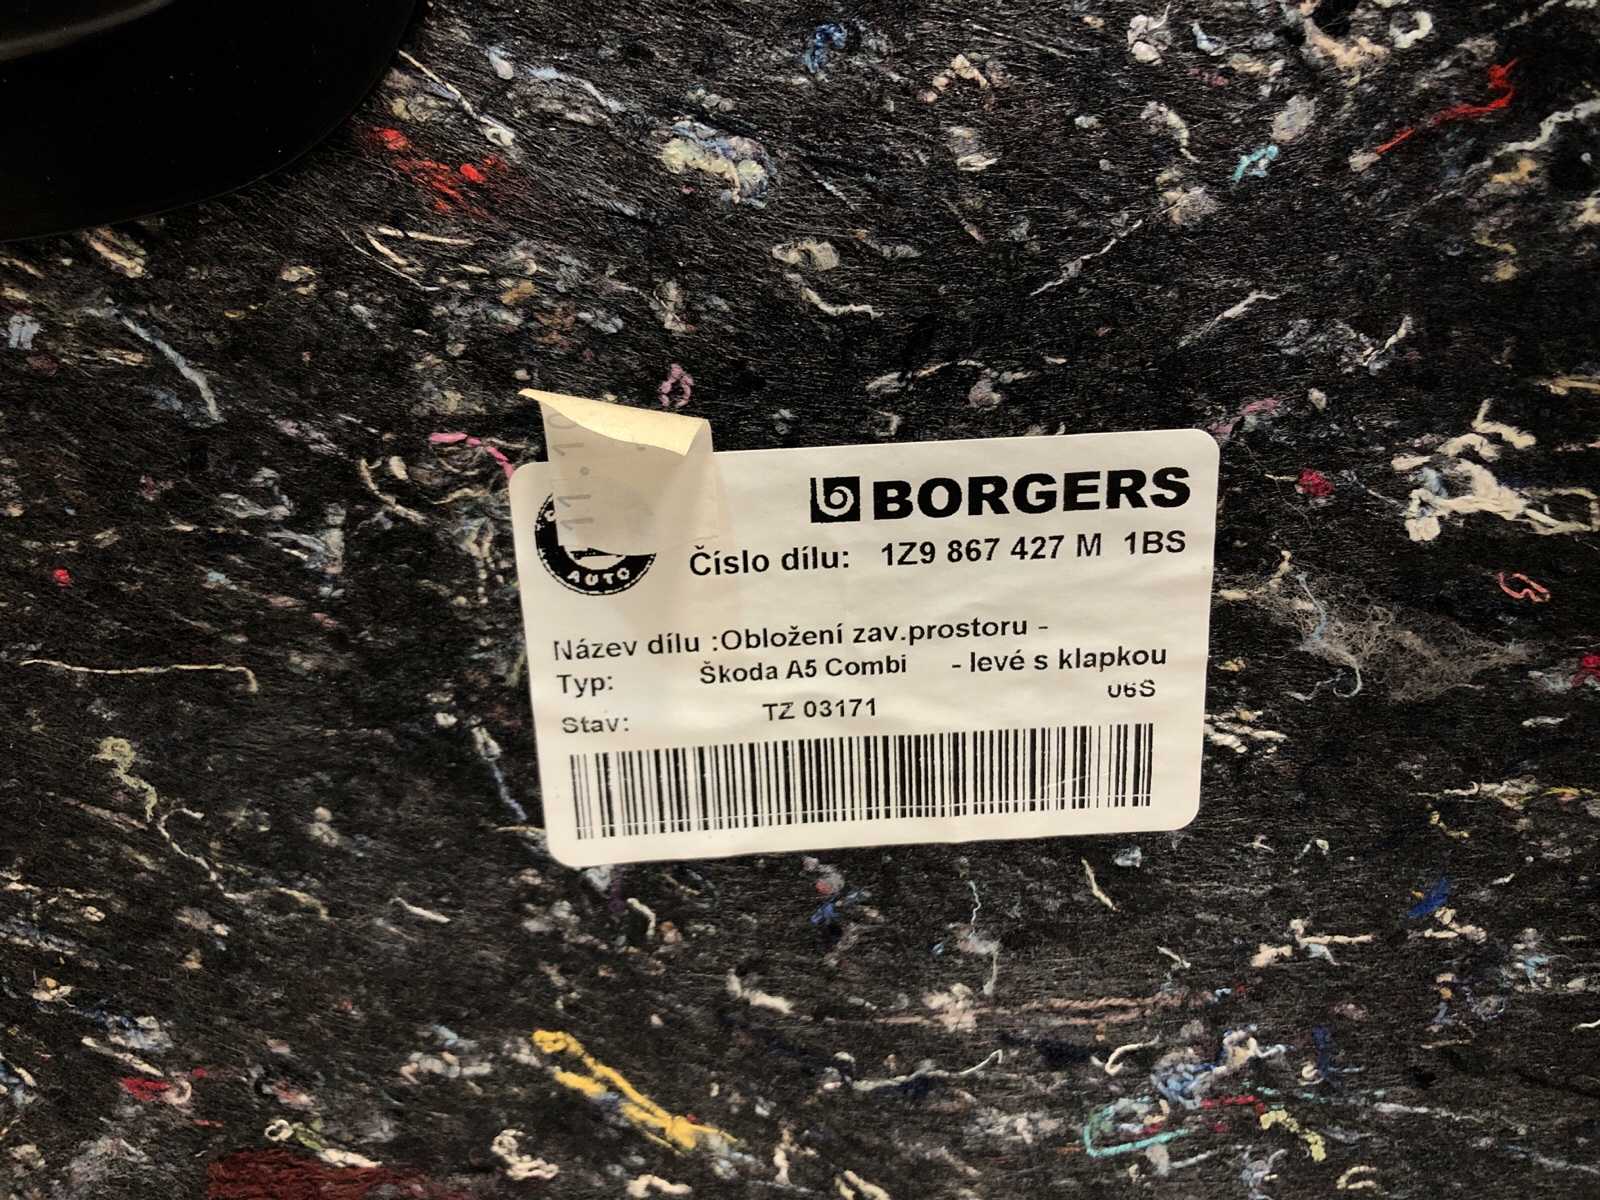 BORGERS
AUTO
Číslo dílu: 1Z9 867 427 M 1BS
Název dílu :Obložení zav.prostoru -
Typ: Škoda A5 Combi - levé s klapkou
Stav: TZ 03171 06S